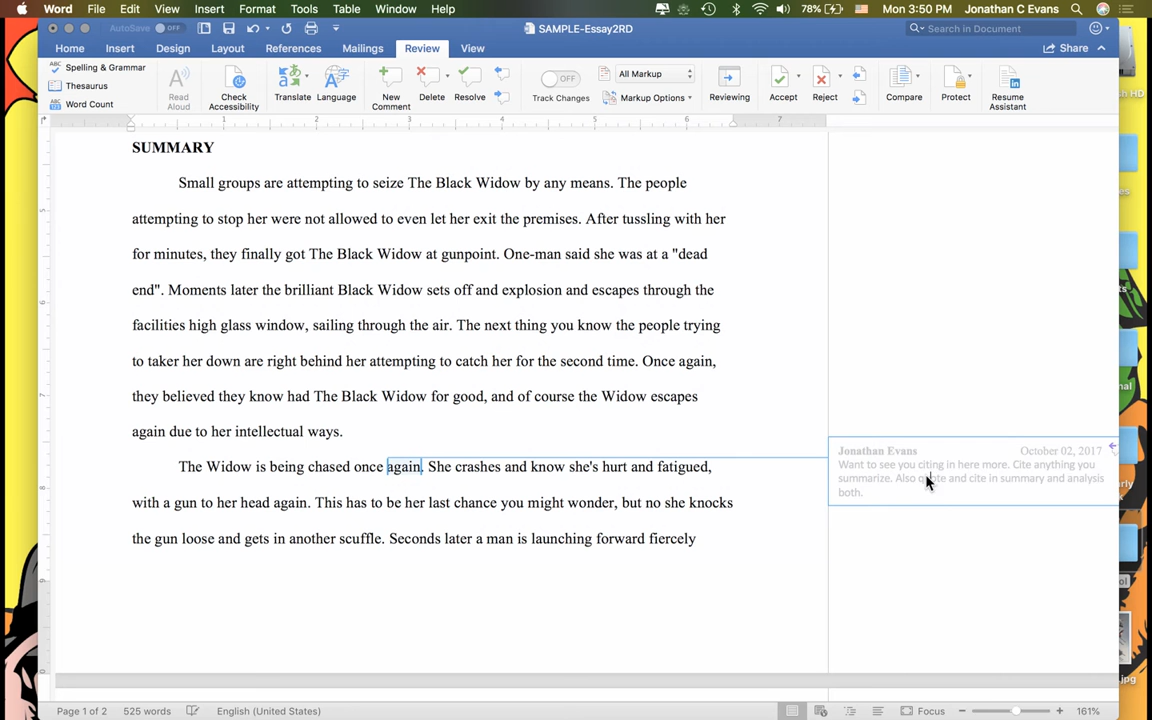 Word File Edit View Insert Format Tools Table Window Help 78% Mon 3:50 PM Jonathan C Evans
AutoSave OFF SAMPLE-Essay2RD Search in Document
Home Insert Design Layout References Mailings Review View Share
Spelling & Grammar
Thesaurus
Word Count
Read Aloud
Check Accessibility
Translate Language
New Comment
Delete Resolve
OFF
Track Changes
All Markup
Markup Options
Reviewing
Accept Reject
Compare
Protect
Resume Assistant
1 2 3 4 5 6 7
SUMMARY
Small groups are attempting to seize The Black Widow by any means. The people
attempting to stop her were not allowed to even let her exit the premises. After tussling with her
for minutes, they finally got The Black Widow at gunpoint. One-man said she was at a "dead
end". Moments later the brilliant Black Widow sets off and explosion and escapes through the
facilities high glass window, sailing through the air. The next thing you know the people trying
to taker her down are right behind her attempting to catch her for the second time. Once again,
they believed they know had The Black Widow for good, and of course the Widow escapes
again due to her intellectual ways.
The Widow is being chased once again. She crashes and know she's hurt and fatigued,
with a gun to her head again. This has to be her last chance you might wonder, but no she knocks
the gun loose and gets in another scuffle. Seconds later a man is launching forward fiercely
Jonathan Evans October 02, 2017
Want to see you citing in here more. Cite anything you
summarize. Also quote and cite in summary and analysis
both.
Page 1 of 2 525 words English (United States) Focus 161%
HD
.jpg